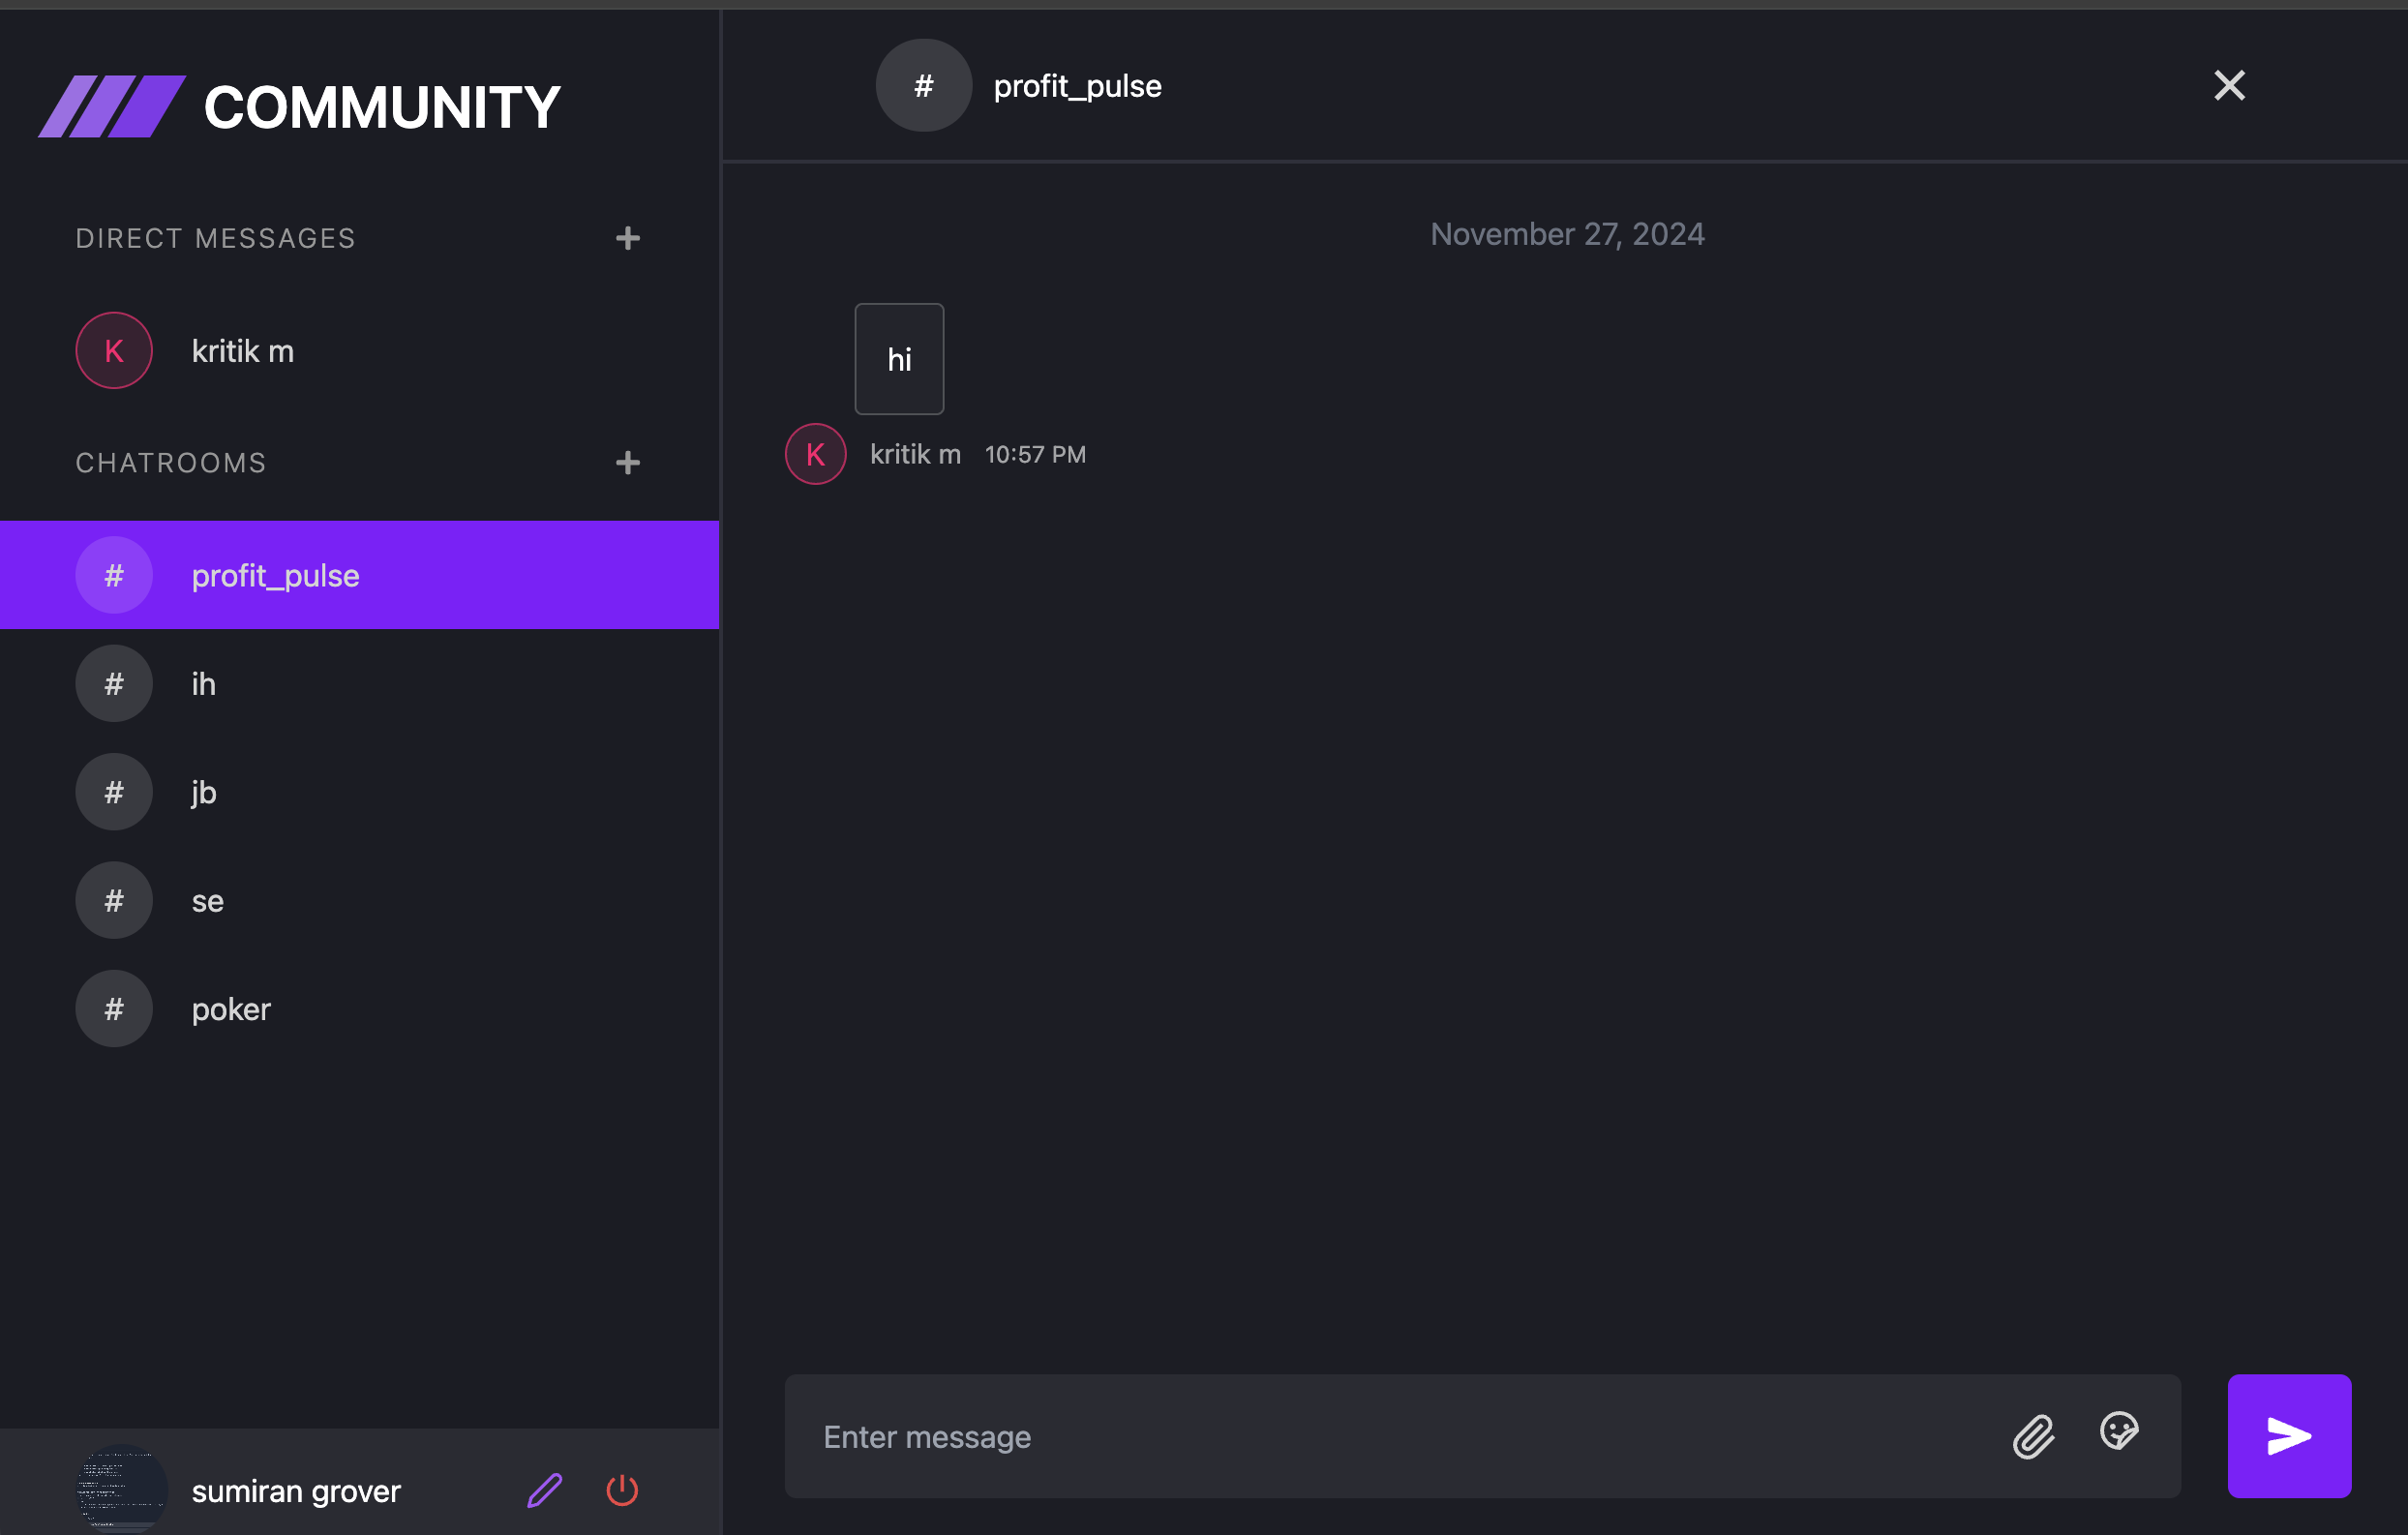 COMMUNITY
DIRECT MESSAGES
K
kritik m
CHATROOMS
# profit_pulse
# ih
# jb
# se
# poker
sumiran grover
# profit_pulse
November 27, 2024
hi
K kritik m 10:57 PM
Enter message